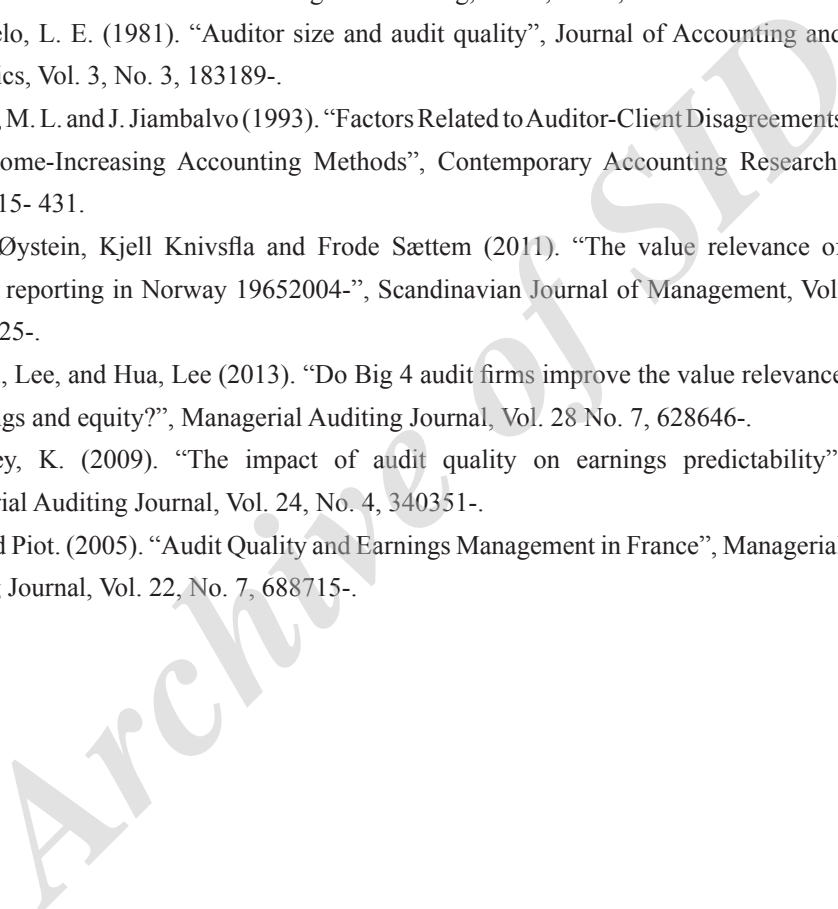 elo, L. E. (1981). “Auditor size and audit quality”, Journal of Accounting and
ics, Vol. 3, No. 3, 183189-.
, M. L. and J. Jiambalvo (1993). “Factors Related to Auditor-Client Disagreements
ome-Increasing Accounting Methods”, Contemporary Accounting Research
15- 431.
Øystein, Kjell Knivsfla and Frode Sættem (2011). “The value relevance of
reporting in Norway 19652004-”, Scandinavian Journal of Management, Vol
25-.
, Lee, and Hua, Lee (2013). “Do Big 4 audit firms improve the value relevance
ngs and equity?”, Managerial Auditing Journal, Vol. 28 No. 7, 628646-.
ey, K. (2009). “The impact of audit quality on earnings predictability”
rial Auditing Journal, Vol. 24, No. 4, 340351-.
d Piot. (2005). “Audit Quality and Earnings Management in France”, Managerial
g Journal, Vol. 22, No. 7, 688715-.
Archive of SID